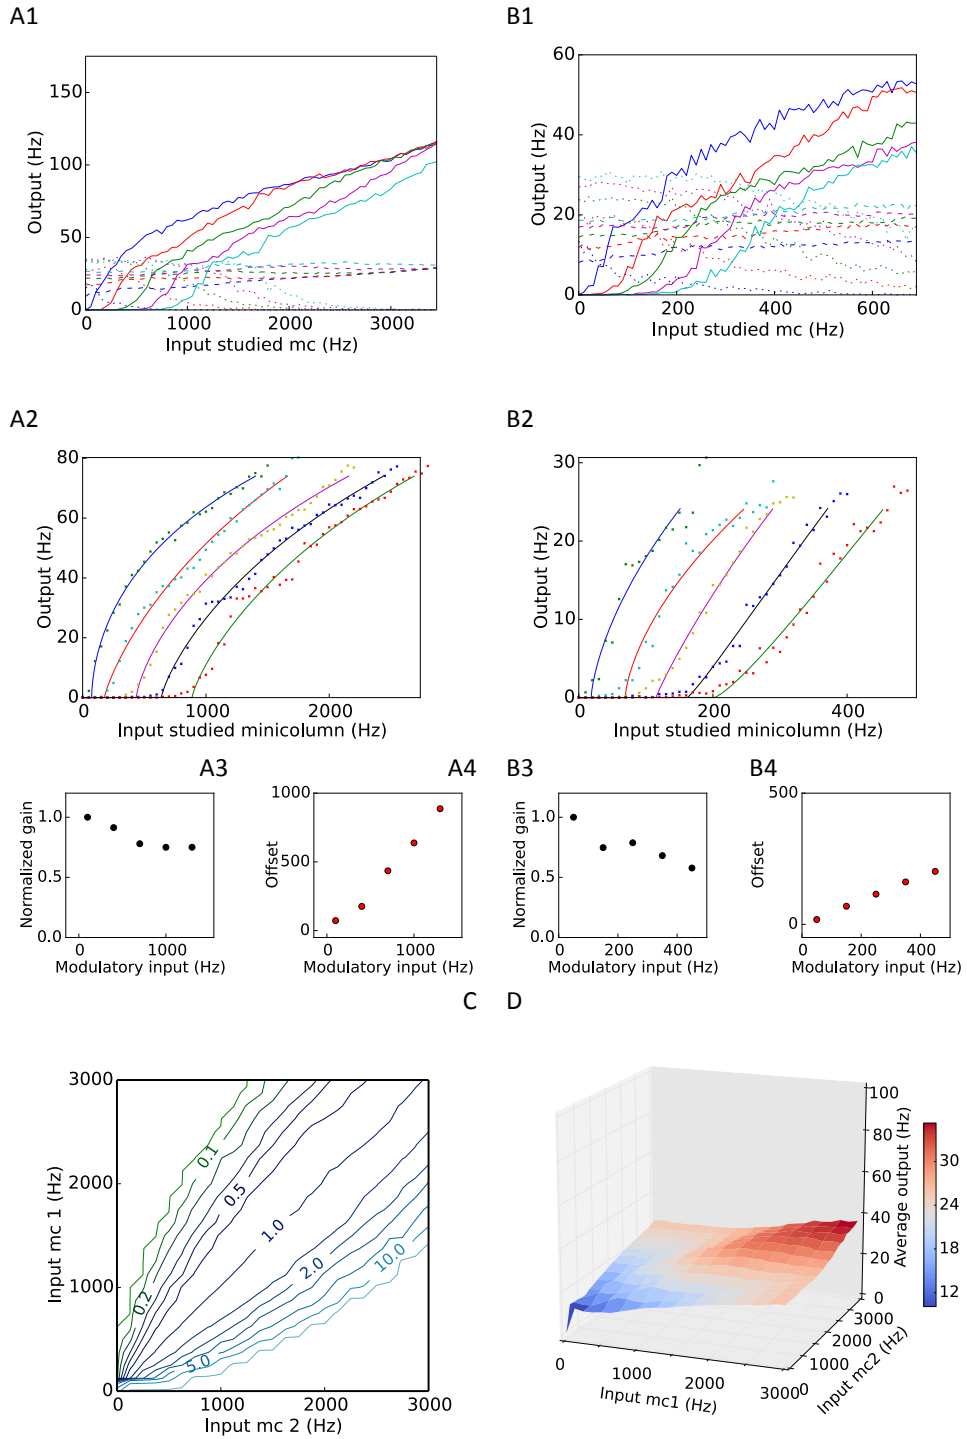 A1
B1
150
100
50
0
Output (Hz)
0
1000
2000
3000
Input studied mc (Hz)
60
40
20
0
Output (Hz)
0
200
400
600
Input studied mc (Hz)
A2
B2
80
60
40
20
0
Output (Hz)
0
1000
2000
Input studied minicolumn (Hz)
30
20
10
0
Output (Hz)
0
200
400
Input studied minicolumn (Hz)
A3
A4
B3
B4
1.0
0.5
0.0
Normalized gain
0
1000
Modulatory input (Hz)
1000
500
0
Offset
0
1000
Modulatory input (Hz)
1.0
0.5
0.0
Normalized gain
0
200
400
Modulatory input (Hz)
500
0
Offset
0
200
400
Modulatory input (Hz)
C
D
3000
2000
1000
0
Input mc 1 (Hz)
0.1
0.2
0.5
1.0
2.0
5.0
10.0
0
1000
2000
3000
Input mc 2 (Hz)
100
80
60
40
20
0
Average output (Hz)
0
1000
2000
3000
Input mc1 (Hz)
0
1000
2000
3000
Input mc2 (Hz)
30
24
18
12